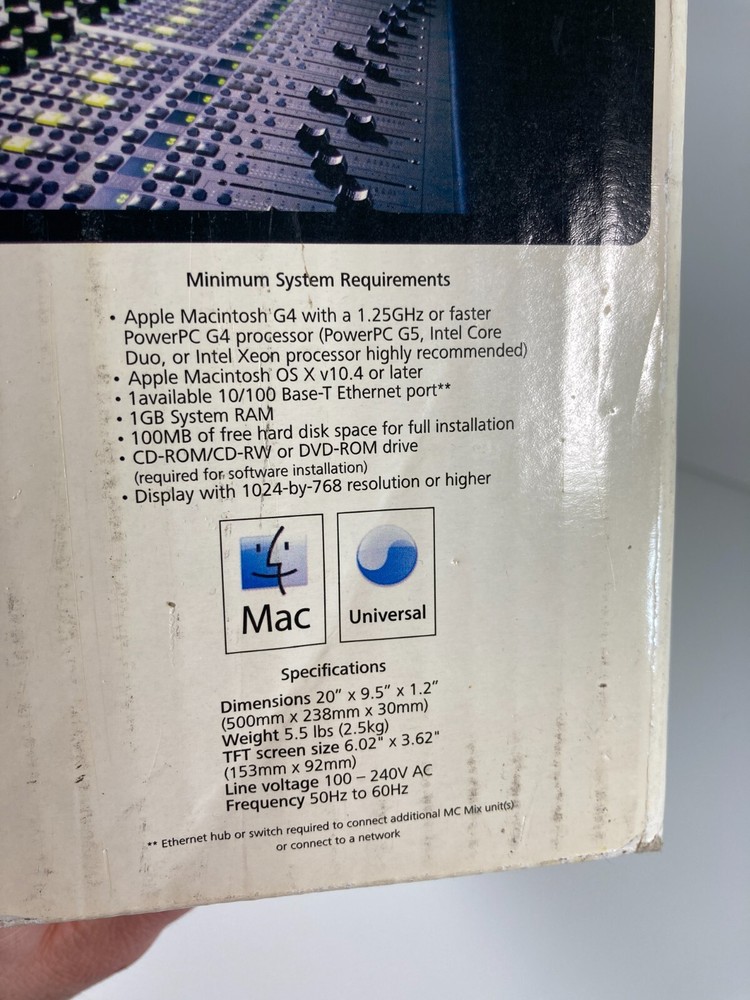 Minimum System Requirements
• Apple Macintosh G4 with a 1.25GHz or faster
PowerPC G4 processor (PowerPC G5, Intel Core
Duo, or Intel Xeon processor highly recommended)
• Apple Macintosh OS X v10.4 or later
• 1available 10/100 Base-T Ethernet port**
• 1GB System RAM
• 100MB of free hard disk space for full installation
• CD-ROM/CD-RW or DVD-ROM drive
(required for software installation)
• Display with 1024-by-768 resolution or higher
Mac
Universal
Specifications
Dimensions 20” x 9.5” x 1.2”
(500mm x 238mm x 30mm)
Weight 5.5 lbs (2.5kg)
TFT screen size 6.02" x 3.62"
(153mm x 92mm)
Line voltage 100 – 240V AC
Frequency 50Hz to 60Hz
** Ethernet hub or switch required to connect additional MC Mix unit(s)
or connect to a network